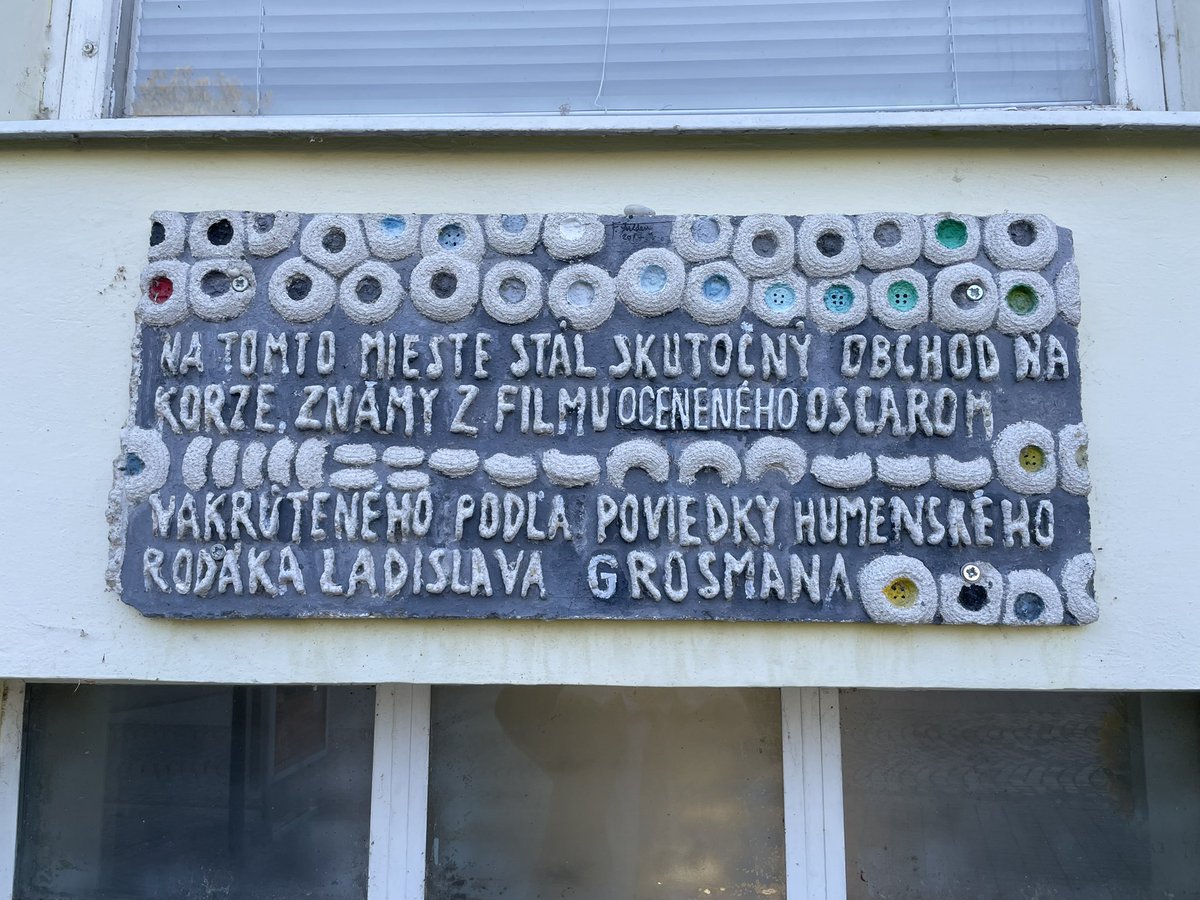 NA TOMTO MIESTE STÁL SKUTOČNÝ OBCHOD NA
KORZE. ZNÁMY Z FILMU OCENENÉHO OSCAROM
NAKRÚTENÉHO PODĽA POVIEDKY HUMENSKÉHO
RODÁKA LADISLAVA GROSMANA